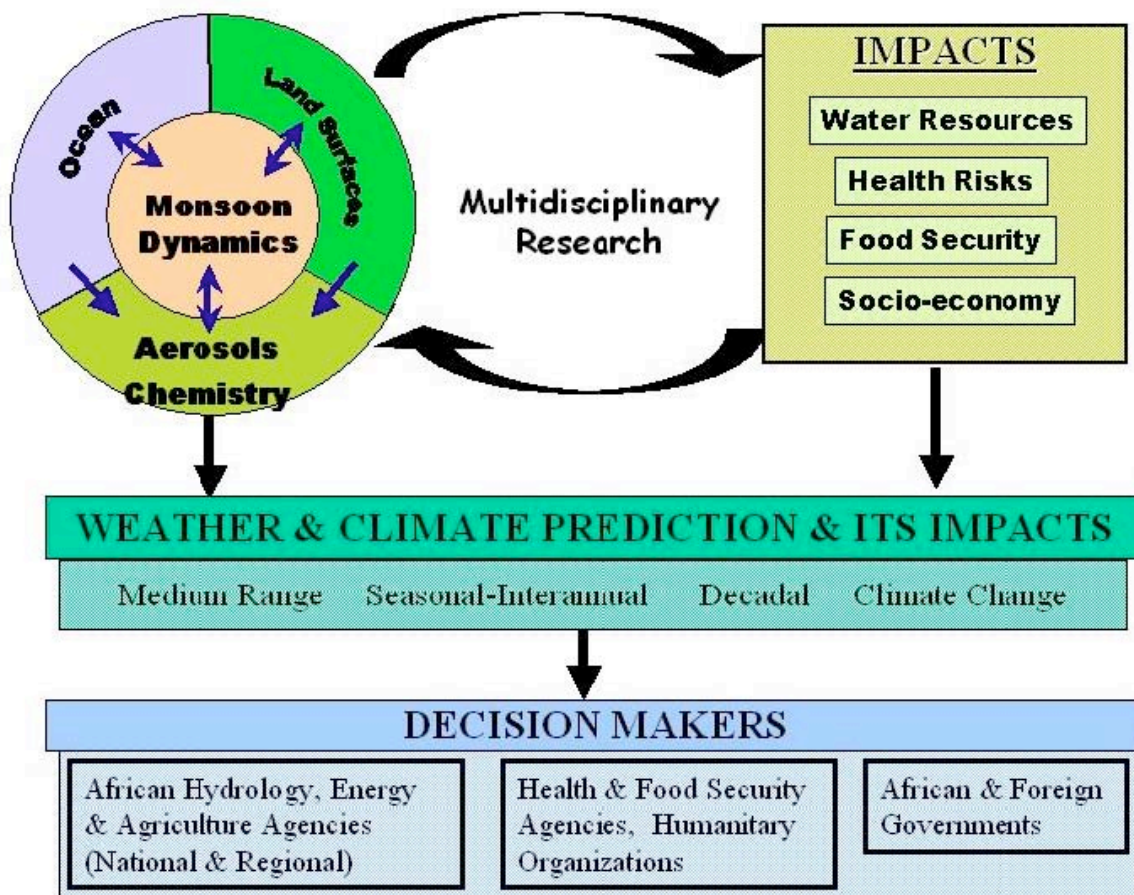 Ocean
Land Surfaces
Monsoon
Dynamics
Aerosols
Chemistry
Multidisciplinary
Research
IMPACTS
Water Resources
Health Risks
Food Security
Socio-economy
WEATHER & CLIMATE PREDICTION & ITS IMPACTS
Medium Range Seasonal-Interamual Decadal Climate Change
DECISION MAKERS
African Hydrology, Energy
& Agriculture Agencies
(National & Regional)
Health & Food Security
Agencies, Humanitary
Organizations
African & Foreign
Governments